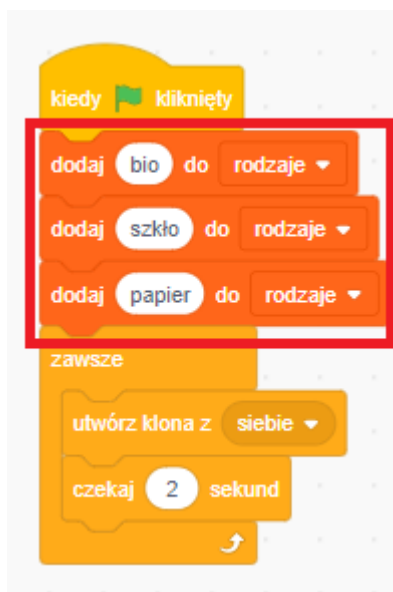 kiedy kliknięty
dodaj bio do rodzaje
dodaj szkło do rodzaje
dodaj papier do rodzaje
zawsze
utwórz klona z siebie
czekaj 2 sekund